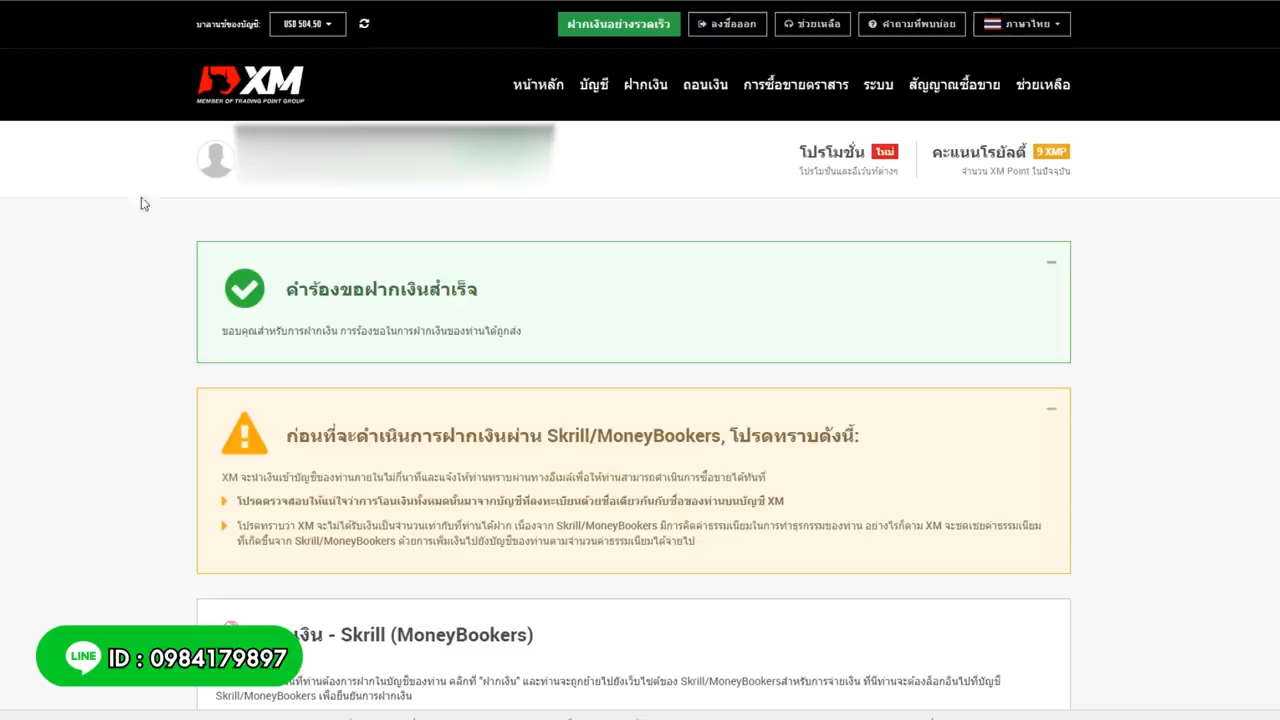 บาลานซ์ของบัญชี: USD 504.50 ฝากเงินอย่างรวดเร็ว ลงชื่อออก ช่วยเหลือ คำถามที่พบบ่อย ภาษาไทย
XM
MEMBER OF TRADING POINT GROUP
หน้าหลัก บัญชี ฝากเงิน ถอนเงิน การซื้อขายตราสาร ระบบ สัญญาณซื้อขาย ช่วยเหลือ
โปรโมชั่น ใหม่ คะแนนโรยัลตี้ 9 XMP
โปรโมชั่นและอีเว้นท์ต่างๆ จำนวน XM Point ในปัจจุบัน
คำร้องขอฝากเงินสำเร็จ
ขอบคุณสำหรับการฝากเงิน การร้องขอในการฝากเงินของท่านได้ถูกส่ง
ก่อนที่จะดำเนินการฝากเงินผ่าน Skrill/MoneyBookers, โปรดทราบดังนี้:
XM จะนำเงินเข้าบัญชีของท่านภายในไม่กี่นาทีและแจ้งให้ท่านทราบผ่านทางอีเมล์เพื่อให้ท่านสามารถดำเนินการซื้อขายได้ทันที
โปรดตรวจสอบให้แน่ใจว่าการโอนเงินทั้งหมดนั้นมาจากบัญชีที่ลงทะเบียนด้วยชื่อเดียวกันกับชื่อของท่านบนบัญชี XM
โปรดทราบว่า XM จะไม่ได้รับเงินเป็นจำนวนเท่ากับที่ท่านได้ฝาก เนื่องจาก Skrill/MoneyBookers มีการคิดค่าธรรมเนียมในการทำธุรกรรมของท่าน อย่างไรก็ตาม XM จะชดเชยค่าธรรมเนียม
ที่เกิดขึ้นจาก Skrill/MoneyBookers ด้วยการเพิ่มเงินไปยังบัญชีของท่านตามจำนวนค่าธรรมเนียมได้จ่ายไป
เงิน - Skrill (MoneyBookers)
LINE ID : 0984179897
ที่ท่านต้องการฝากในบัญชีของท่าน คลิกที่ "ฝากเงิน" และท่านจะถูกย้ายไปยังเว็บไซต์ของ Skrill/MoneyBookersสำหรับการจ่ายเงิน ที่นี่ท่านจะต้องล็อกอินไปที่บัญชี
Skrill/MoneyBookers เพื่อยืนยันการฝากเงิน